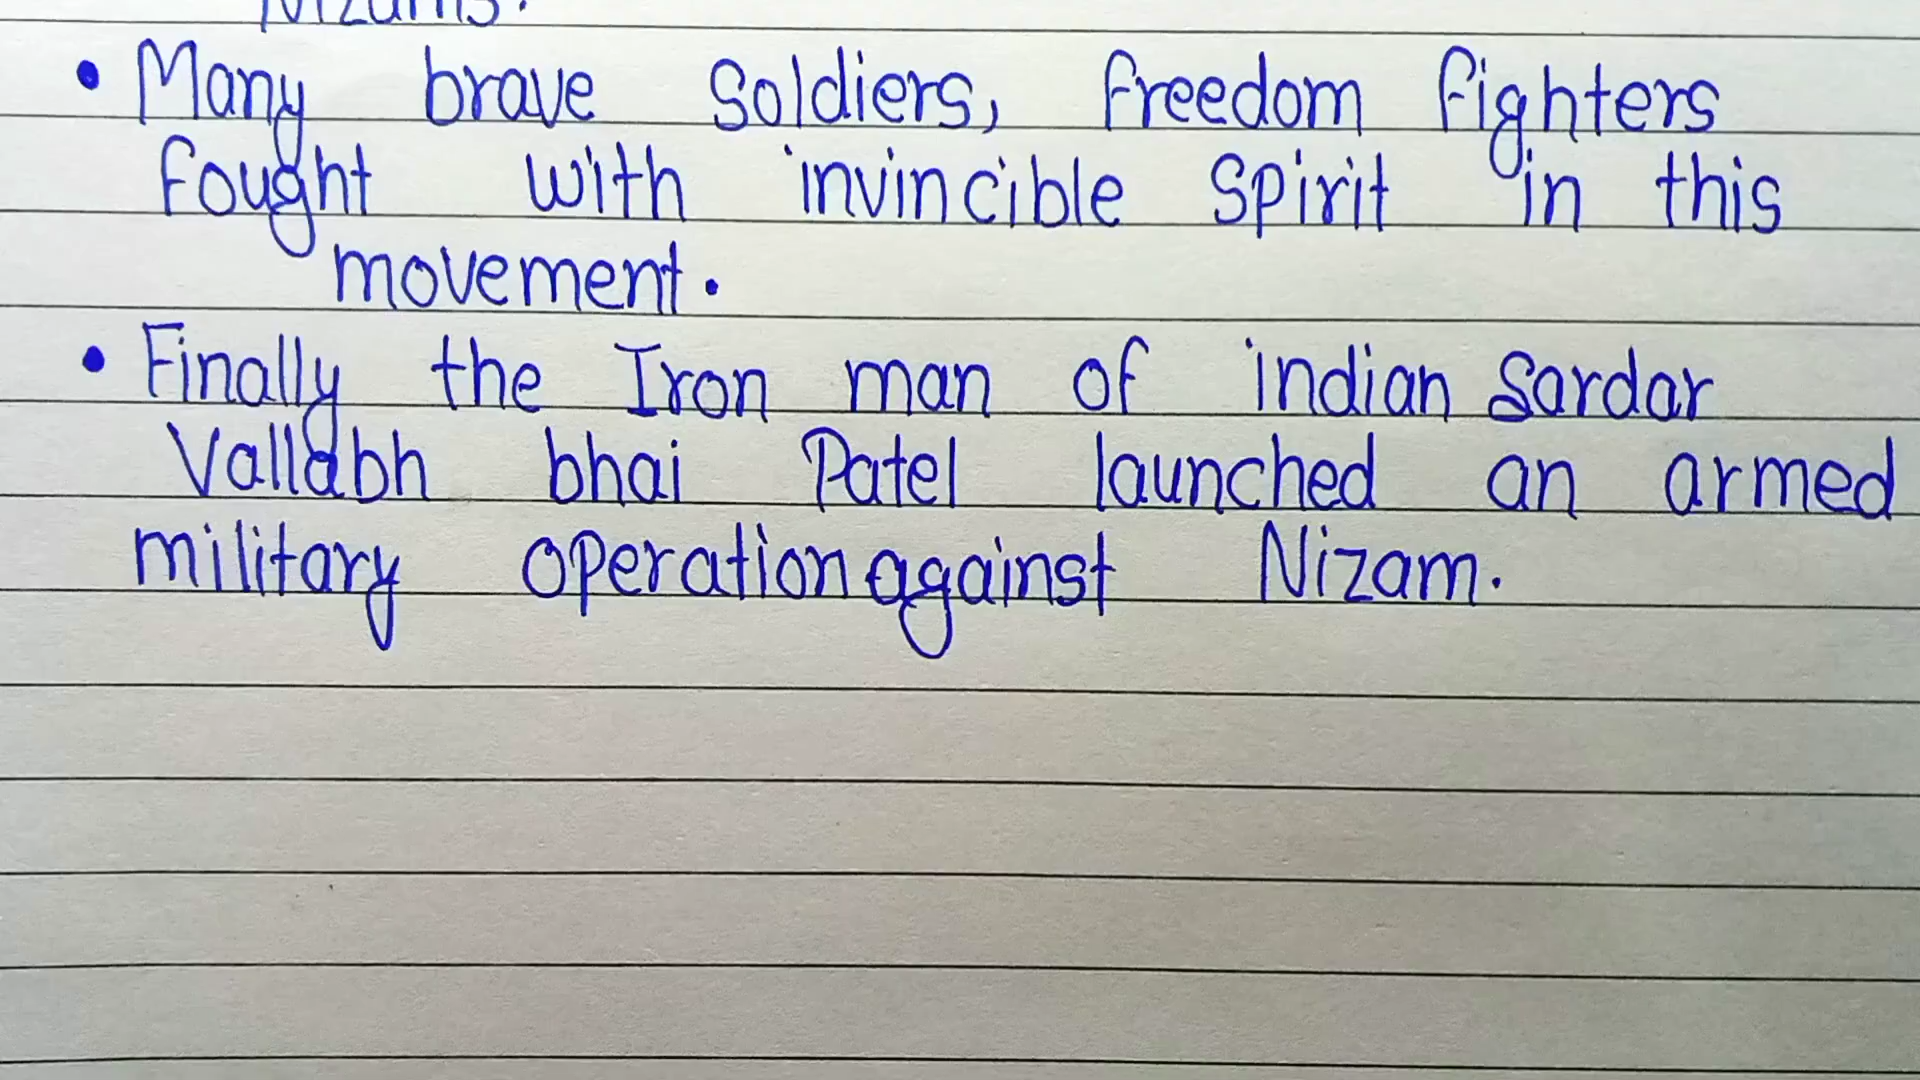 Nizams.
• Many brave Soldiers, freedom fighters
fought with invincible Spirit in this
movement.
• Finally the Iron man of indian Sardar
Vallabh bhai Patel launched an armed
military operation against Nizam.